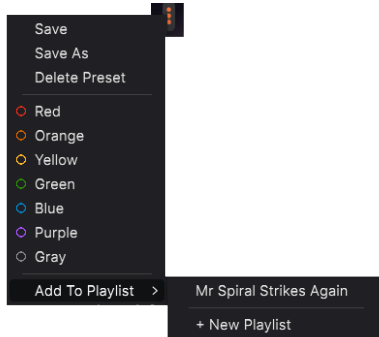 Save
Save As
Delete Preset
Red
Orange
Yellow
Green
Blue
Purple
Gray
Add To Playlist >
Mr Spiral Strikes Again
+ New Playlist